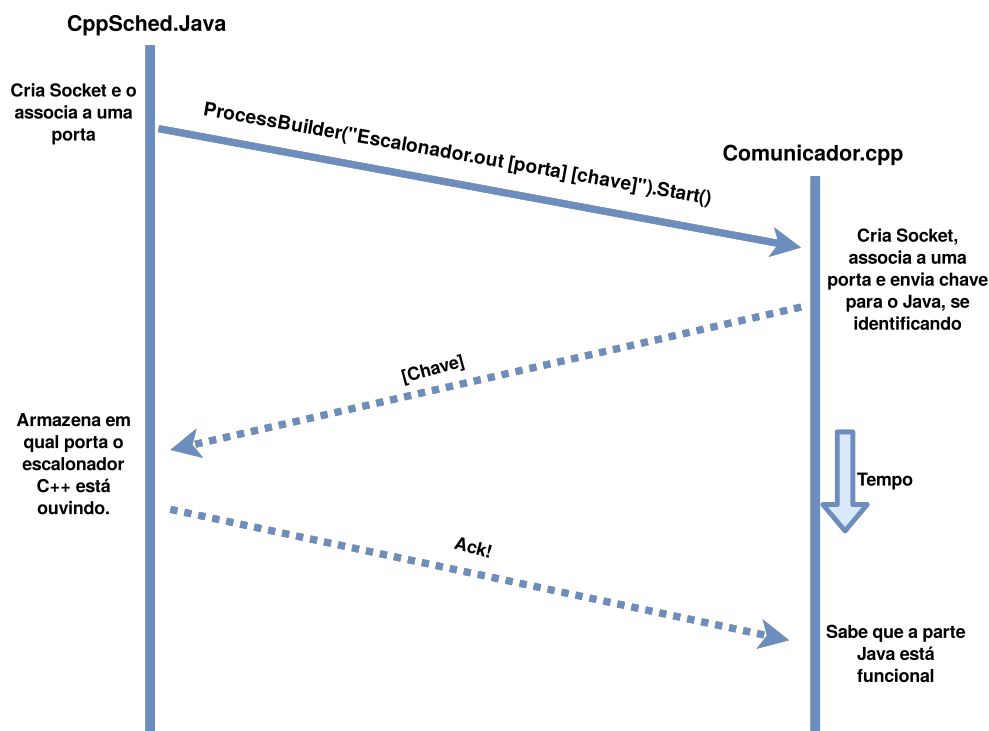 CppSched.Java
Cria Socket e o
associa a uma
porta
ProcessBuilder("Escalonador.out [porta] [chave]").Start()
Comunicador.cpp
Cria Socket,
associa a uma
porta e envia chave
para o Java, se
identificando
[Chave]
Armazena em
qual porta o
escalonador
C++ está
ouvindo.
Tempo
Ack!
Sabe que a parte
Java está
funcional